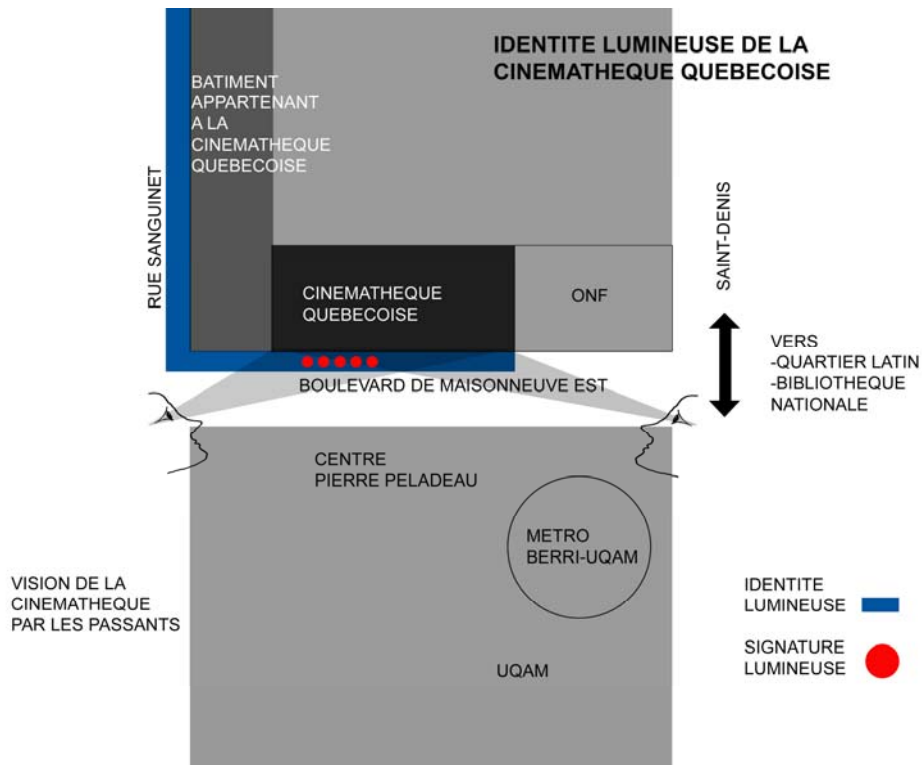 IDENTITE LUMINEUSE DE LA
CINEMATHEQUE QUEBECOISE
BATIMENT
APPARTENANT
A LA
CINEMATHEQUE
QUEBECOISE
RUE SANGUINET
CINEMATHEQUE
QUEBECOISE
ONF
SAINT-DENIS
VERS
-QUARTIER LATIN
-BIBLIOTHEQUE
NATIONALE
BOULEVARD DE MAISONNEUVE EST
CENTRE
PIERRE PELADEAU
METRO
BERRI-UQAM
VISION DE LA
CINEMATHEQUE
PAR LES PASSANTS
UQAM
IDENTITE
LUMINEUSE
SIGNATURE
LUMINEUSE